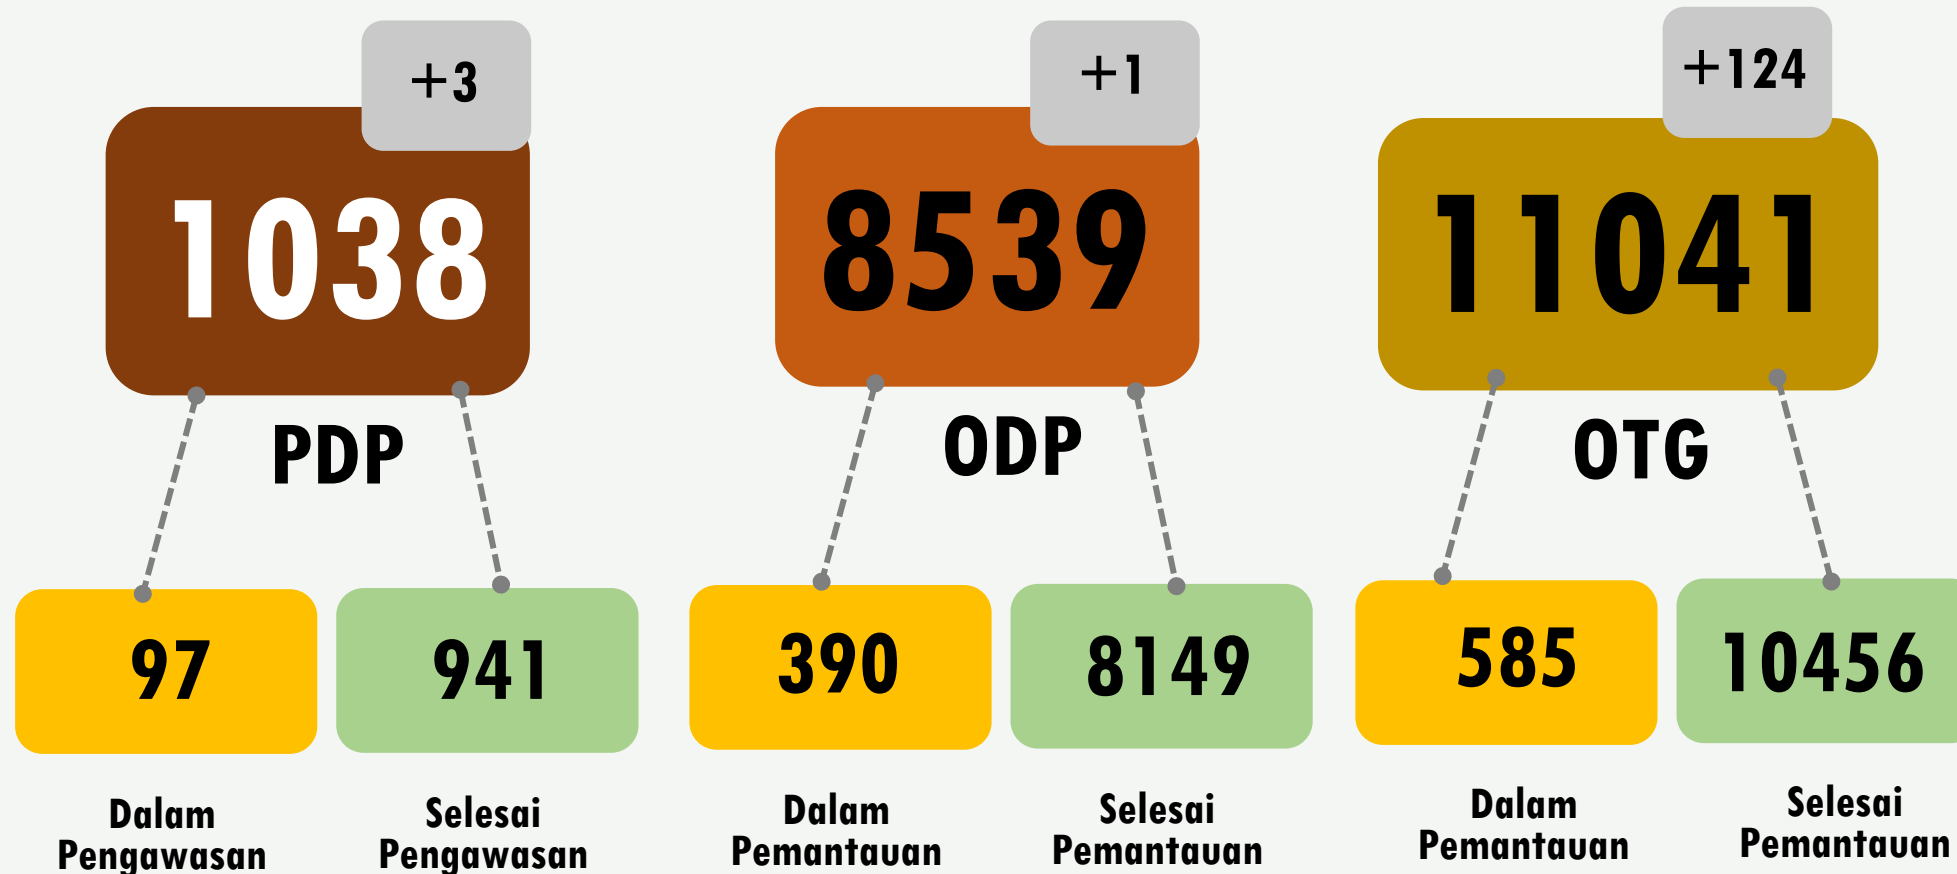 +3
1038
PDP
97
941
Dalam
Pengawasan
Selesai
Pengawasan
+1
8539
ODP
390
8149
Dalam
Pemantauan
Selesai
Pemantauan
+124
11041
OTG
585
10456
Dalam
Pemantauan
Selesai
Pemantauan